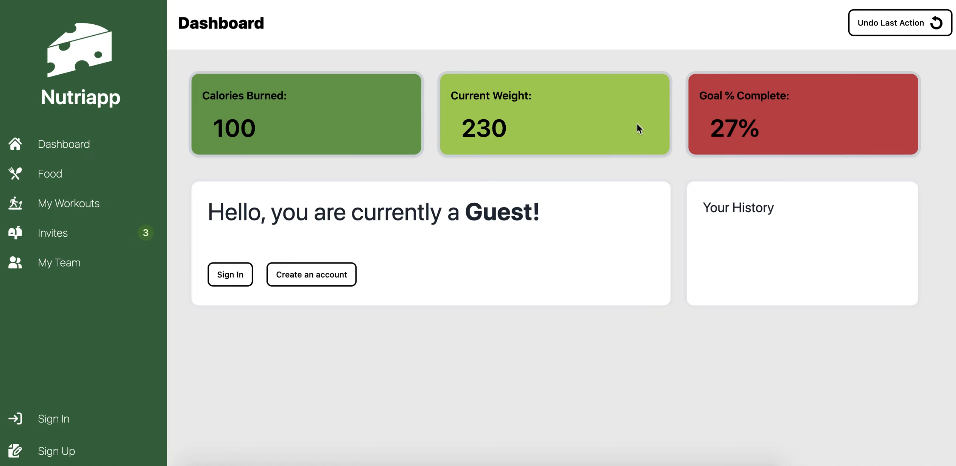 Nutriapp
Dashboard
Food
My Workouts
Invites 3
My Team
Sign In
Sign Up
Dashboard
Undo Last Action
Calories Burned:
100
Current Weight:
230
Goal % Complete:
27%
Hello, you are currently a Guest!
Sign In
Create an account
Your History